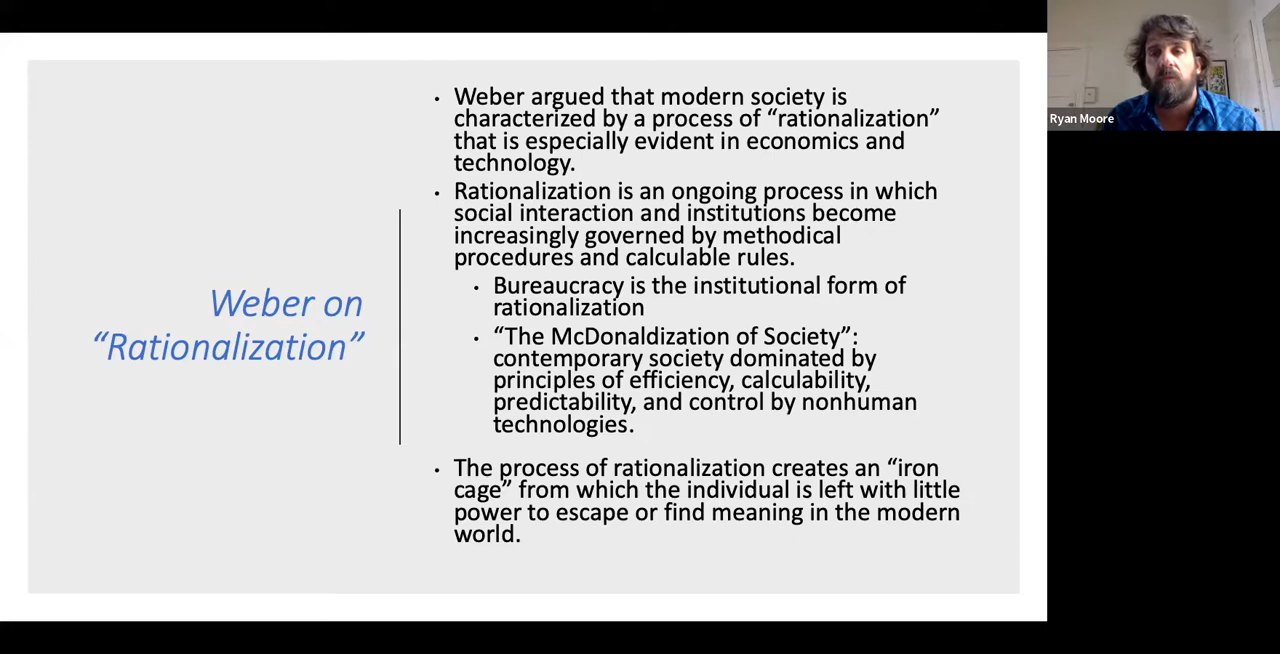 Weber on
“Rationalization”
• Weber argued that modern society is
characterized by a process of “rationalization”
that is especially evident in economics and
technology.
• Rationalization is an ongoing process in which
social interaction and institutions become
increasingly governed by methodical
procedures and calculable rules.
• Bureaucracy is the institutional form of
rationalization
• “The McDonaldization of Society”:
contemporary society dominated by
principles of efficiency, calculability,
predictability, and control by nonhuman
technologies.
• The process of rationalization creates an “iron
cage” from which the individual is left with little
power to escape or find meaning in the modern
world.
Ryan Moore